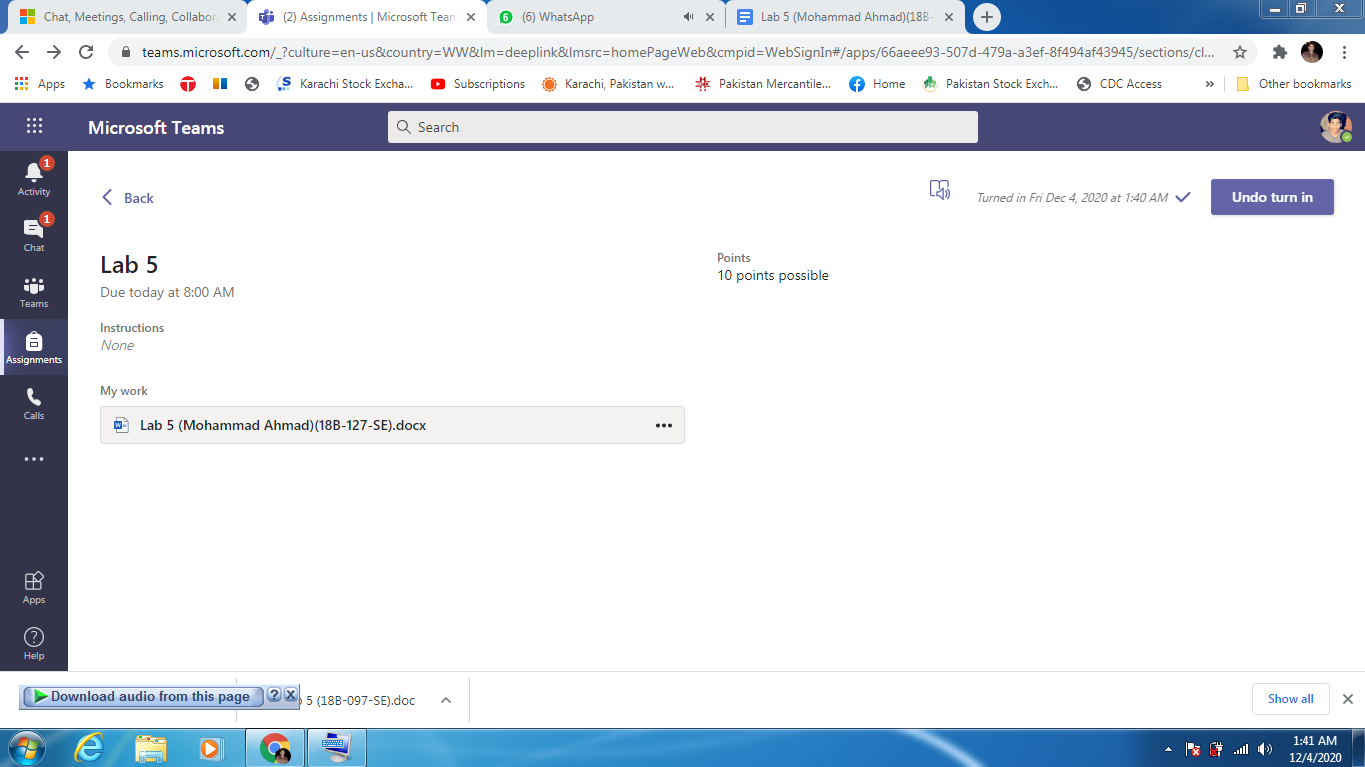 Chat, Meetings, Calling, Collabor
(2) Assignments | Microsoft Team
(6) WhatsApp
Lab 5 (Mohammad Ahmad)(18B-
teams.microsoft.com/_?culture=en-us&country=WW&lm=deeplink&lmsrc=homePageWeb&cmpid=WebSignIn#/apps/66aeee93-507d-479a-a3ef-8f494af43945/sections/cl...
Apps
Bookmarks
Karachi Stock Excha...
Subscriptions
Karachi, Pakistan w...
Pakistan Mercantile...
Home
Pakistan Stock Exch...
CDC Access
»
Other bookmarks
Microsoft Teams
Search
1
Activity
1
Chat
Teams
Assignments
Calls
Apps
Help
Back
Turned in Fri Dec 4, 2020 at 1:40 AM
Undo turn in
Lab 5
Due today at 8:00 AM
Points
10 points possible
Instructions
None
My work
Lab 5 (Mohammad Ahmad)(18B-127-SE).docx
Download audio from this page
5 (18B-097-SE).doc
Show all
1:41 AM
12/4/2020